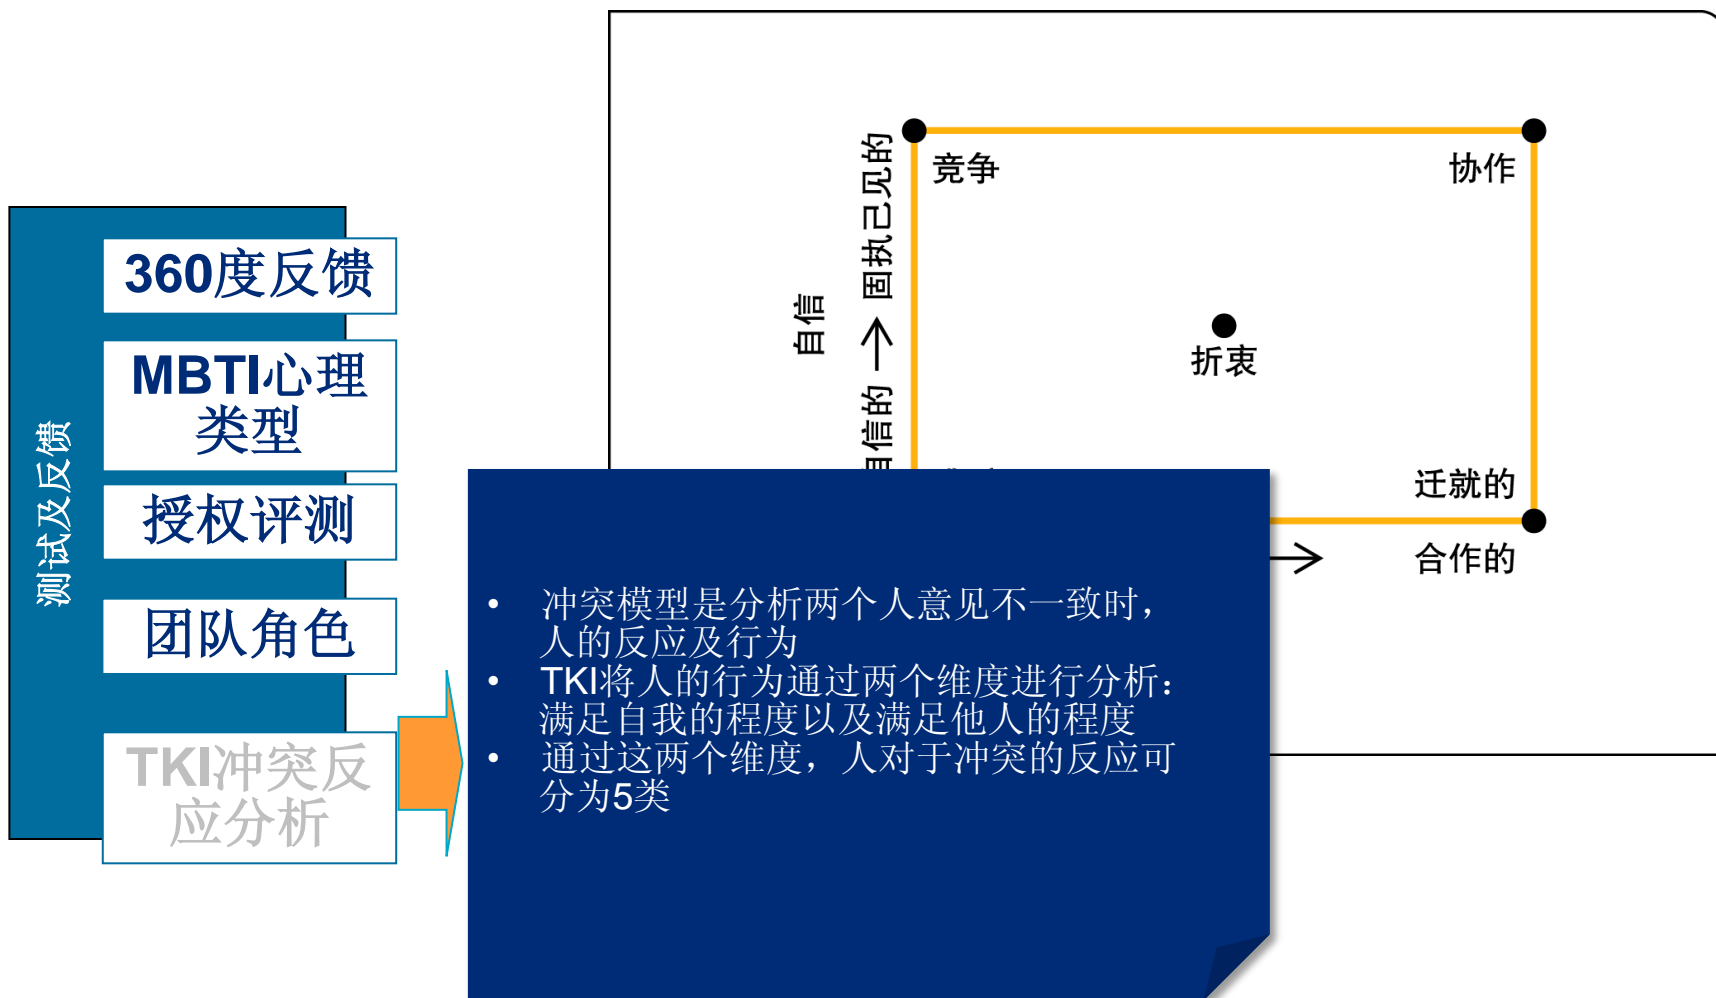 测试及反馈
360度反馈
MBTI心理
类型
授权评测
团队角色
TKI冲突反
应分析
自信
自信的 → 固执己见的
竞争
协作
折衷
迁就的
合作的
• 冲突模型是分析两个人意见不一致时，
人的反应及行为
• TKI将人的行为通过两个维度进行分析：
满足自我的程度以及满足他人的程度
• 通过这两个维度，人对于冲突的反应可
分为5类